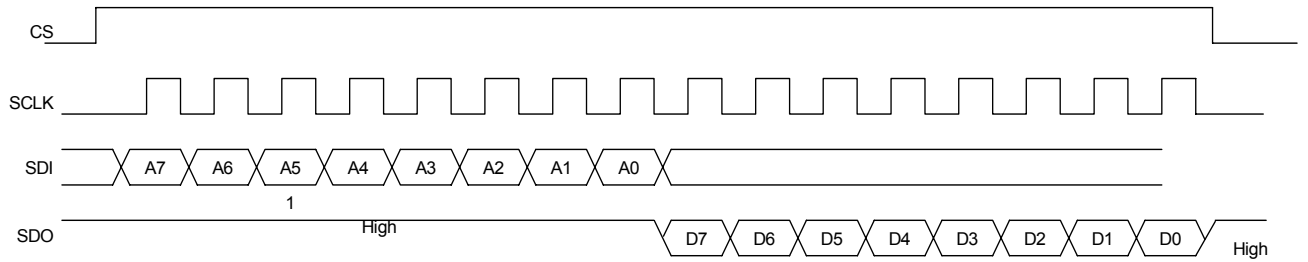 CS
SCLK
SDI A7 A6 A5 A4 A3 A2 A1 A0
1
High
SDO D7 D6 D5 D4 D3 D2 D1 D0 High